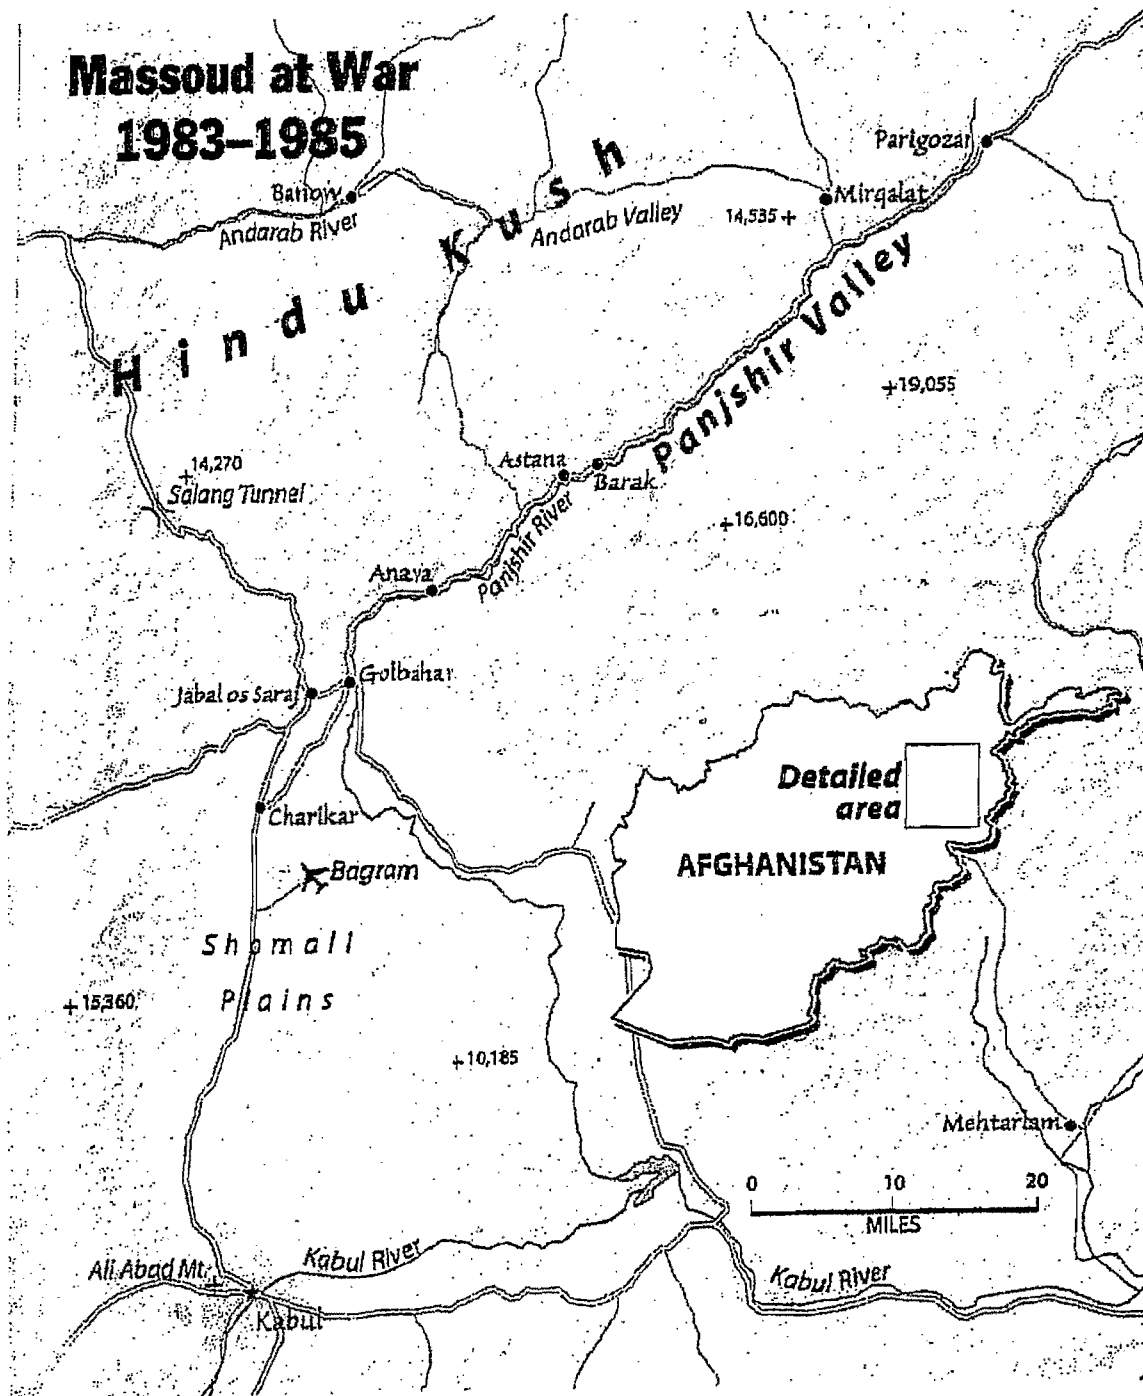 Massoud at War
1983–1985
Parigozar
Banow
Mirqalat
Andarab River
Andarab Valley
14,535
Hindu Kush
Panjshir Valley
19,055
14,270
Salang Tunnel
Astana
Barak
16,600
Panjshir River
Anava
Golbahar
Jabal os Saraj
Detailed
area
Charikar
AFGHANISTAN
Bagram
Shomali
Plains
15,360
10,185
Mehtarlam
0 10 20
MILES
Kabul River
Ali Abad Mt.
Kabul River
Kabul